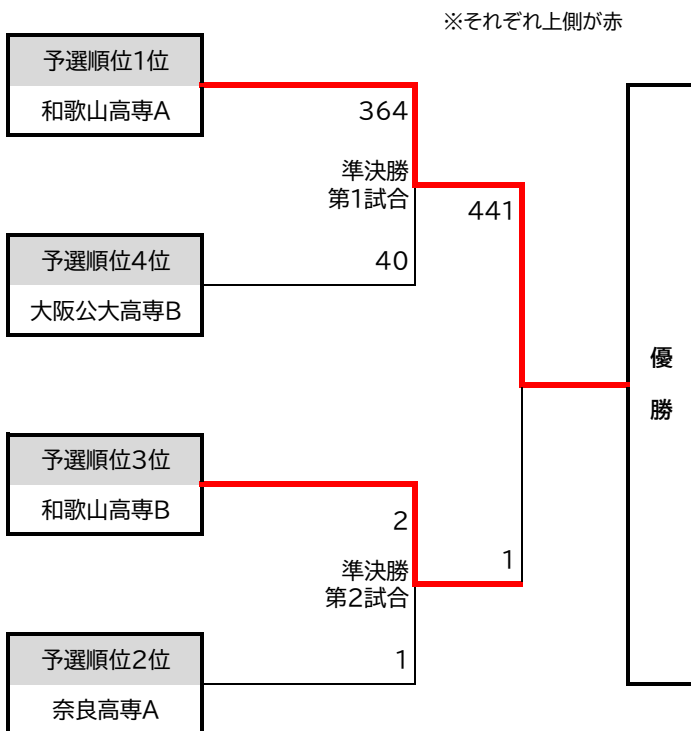 ※それぞれ上側が赤
予選順位1位
和歌山高専A
364
準決勝
第1試合
441
予選順位4位
40
大阪公大高専B
優
勝
予選順位3位
和歌山高専B
2
準決勝
第2試合
1
予選順位2位
1
奈良高専A